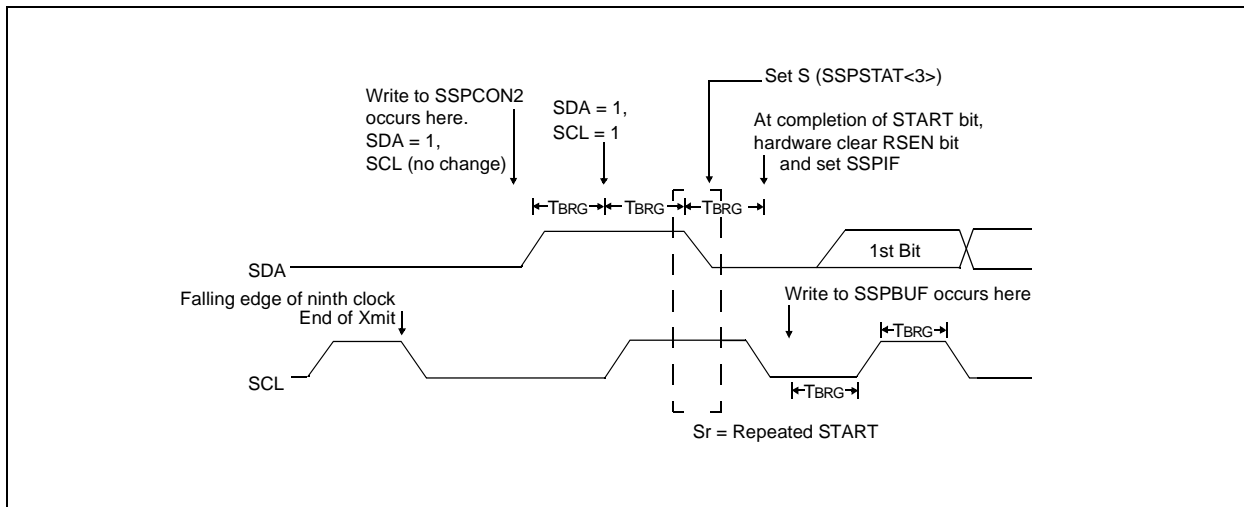 Set S (SSPSTAT<3>)
Write to SSPCON2
occurs here.
SDA = 1,
SCL (no change)
SDA = 1,
SCL = 1
At completion of START bit,
hardware clear RSEN bit
and set SSPIF
TBRG
TBRG
TBRG
SDA
1st Bit
Falling edge of ninth clock
End of Xmit
Write to SSPBUF occurs here
TBRG
SCL
TBRG
Sr = Repeated START